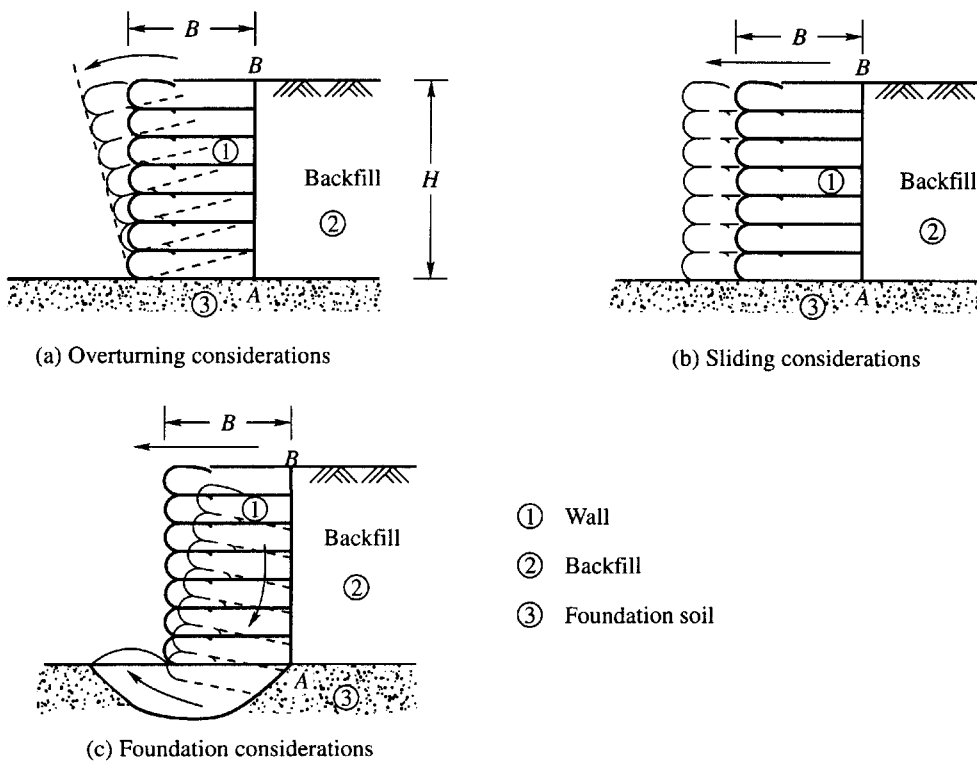 B
B
Backfill
H
1
2
A
3
(a) Overturning considerations
B
B
Backfill
1
2
A
3
(b) Sliding considerations
B
B
1
Backfill
2
A
3
(c) Foundation considerations
① Wall
② Backfill
③ Foundation soil